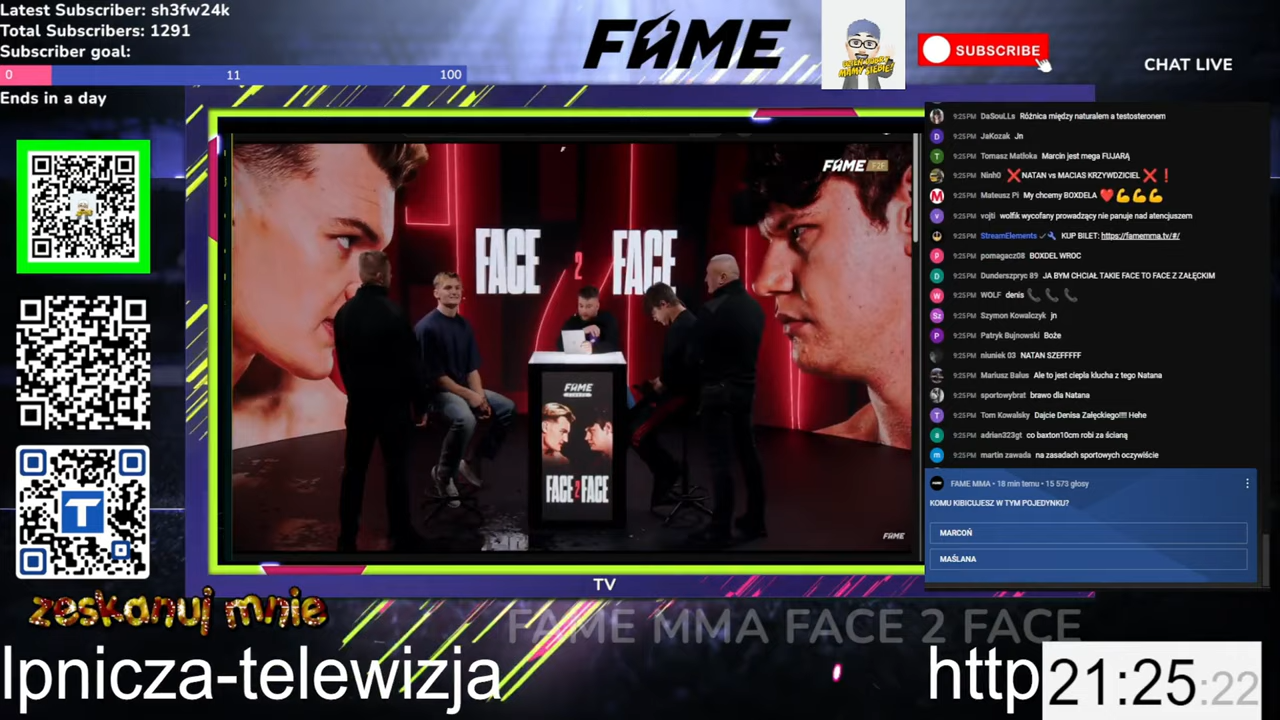 Latest Subscriber: sh3fw24k
Total Subscribers: 1291
Subscriber goal:
0 11 100
Ends in a day
FAME
DZIEŃ DOBRY
MAMY CIEBIE!
SUBSCRIBE
CHAT LIVE
FAME F2F
FACE 2 FACE
FAME
FACE 2 FACE
FAME
TV
9:25PM DaSouLLs Różnica między naturalem a testosteronem
9:25PM JaKozak Jn
9:25PM Tomasz Matłoka Marcin jest mega FUJARĄ
9:25PM Ninh0 ❌NATAN vs MACIAS KRZYWDZICIEL ❌❗
9:25PM Mateusz Pi My chcemy BOXDELA ❤️💪💪💪
9:25PM vojti wolfik wycofany prowadzący nie panuje nad atencjuszem
9:25PM StreamElements KUP BILET: https://famemma.tv/#/
9:25PM pomagacz08 BOXDEL WROC
9:25PM Dunderszpryc 89 JA BYM CHCIAŁ TAKIE FACE TO FACE Z ZAŁĘCKIM
9:25PM WOLF denis 📞📞📞
9:25PM Szymon Kowalczyk jn
9:25PM Patryk Bujnowski Boże
9:25PM niuniek 03 NATAN SZEFFFFF
9:25PM Mariusz Balus Ale to jest ciepla klucha z tego Natana
9:25PM sportowybrat brawo dla Natana
9:25PM Tom Kowalsky Dajcie Denisa Załęckiego!!!! Hehe
9:25PM adrian323gt co baxton10cm robi za ścianą
9:25PM martin zawada na zasadach sportowych oczywiście
FAME MMA • 18 min temu • 15 573 głosy
KOMU KIBICUJESZ W TYM POJEDYNKU?
MARCOŃ
MAŚLANA
T
zeskanuj mnie
FAME MMA FACE 2 FACE
lpnicza-telewizja
http
21:25:22